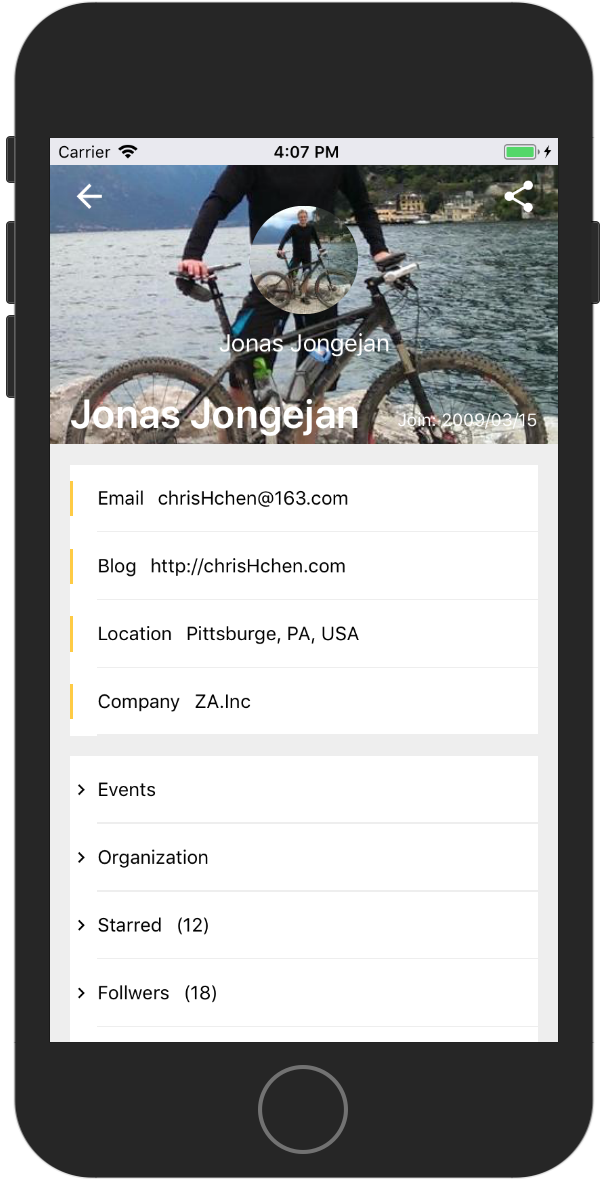 Carrier 4:07 PM
Jonas Jongejan
Jonas Jongejan Join: 2009/03/15
Email chrisHchen@163.com
Blog http://chrisHchen.com
Location Pittsburge, PA, USA
Company ZA.Inc
Events
Organization
Starred (12)
Follwers (18)